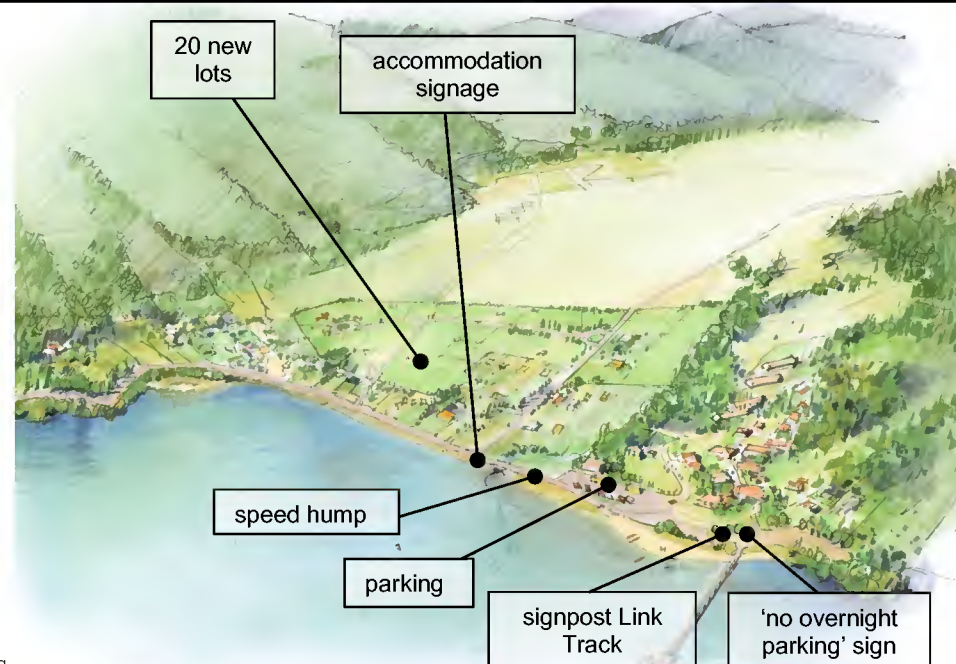 20 new
lots
accommodation
signage
speed hump
parking
signpost Link
Track
‘no overnight
parking’ sign